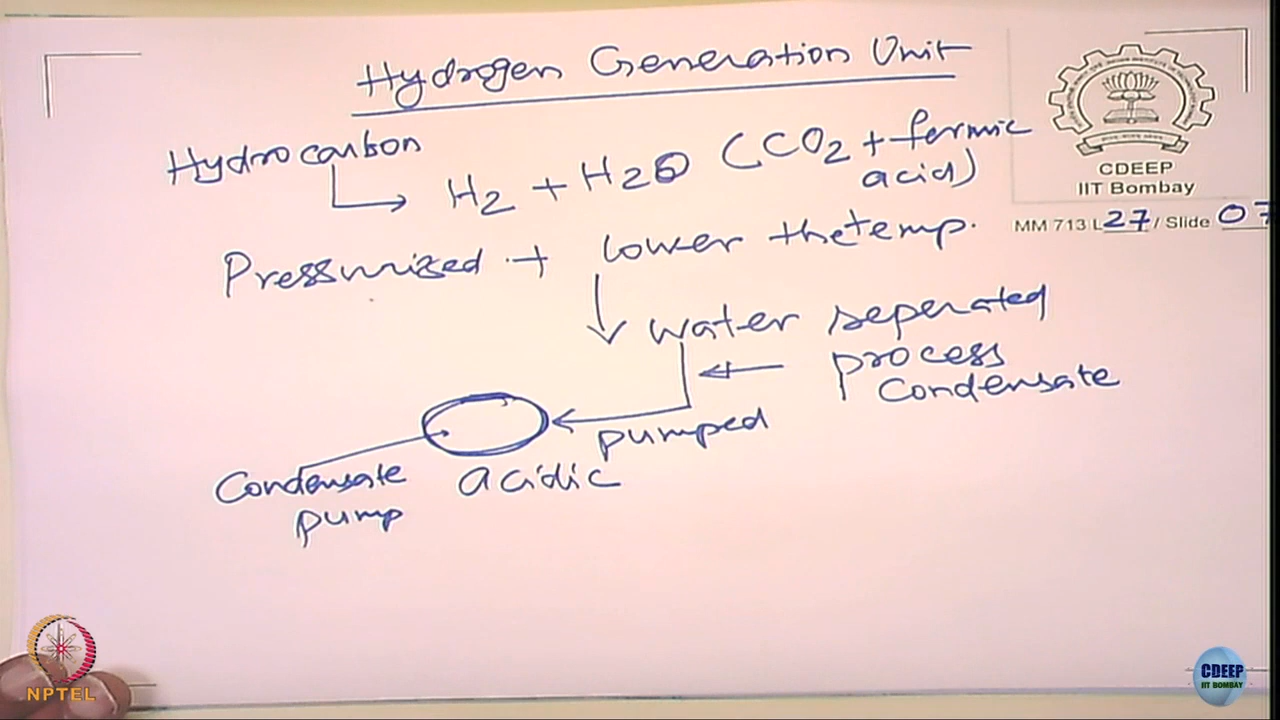 Hydrogen Generation Unit
Hydrocarbon
H2 + H2O (CO2 + formic
acid)
CDEEP
IIT Bombay
MM 713 L 27 / Slide 07
Pressurized + lower the temp.
water seperated
process
condensate
pumped
Condensate
pump
acidic
NPTEL
CDEEP
IIT BOMBAY